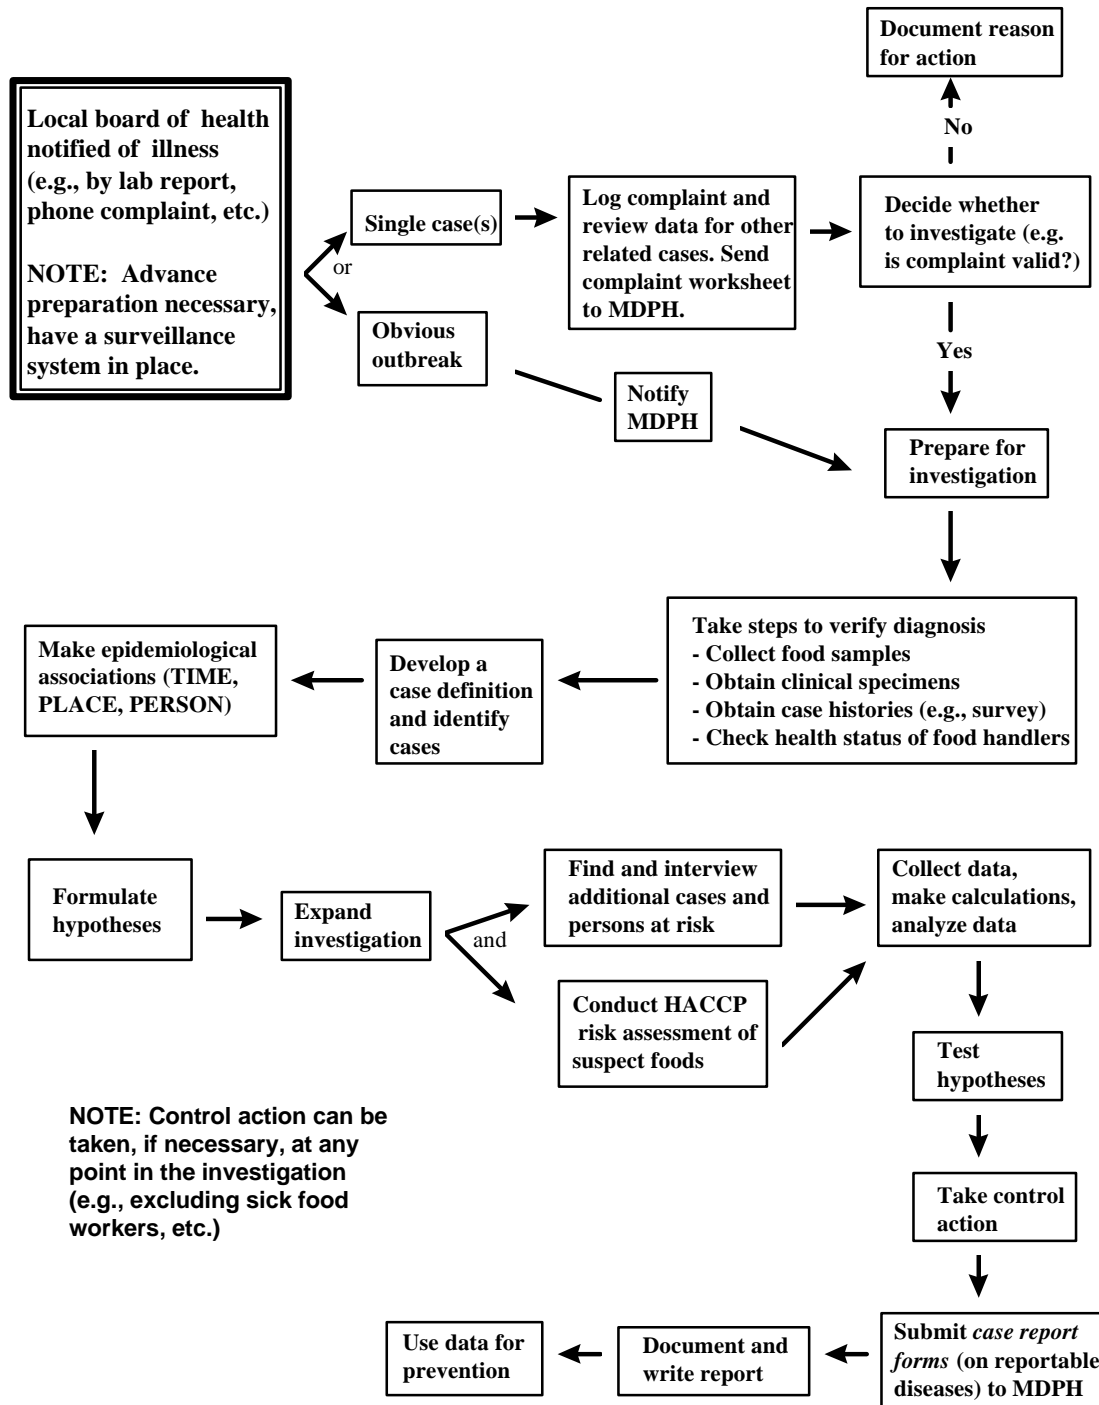 Document reason
for action
No
Local board of health
notified of illness
(e.g., by lab report,
phone complaint, etc.)
NOTE: Advance
preparation necessary,
have a surveillance
system in place.
or
Single case(s)
Log complaint and
review data for other
related cases. Send
complaint worksheet
to MDPH.
Decide whether
to investigate (e.g.
is complaint valid?)
Obvious
outbreak
Yes
Notify
MDPH
Prepare for
investigation
Take steps to verify diagnosis
- Collect food samples
- Obtain clinical specimens
- Obtain case histories (e.g., survey)
- Check health status of food handlers
Develop a
case definition
and identify
cases
Make epidemiological
associations (TIME,
PLACE, PERSON)
Formulate
hypotheses
Expand
investigation
and
Find and interview
additional cases and
persons at risk
Conduct HACCP
risk assessment of
suspect foods
Collect data,
make calculations,
analyze data
Test
hypotheses
NOTE: Control action can be
taken, if necessary, at any
point in the investigation
(e.g., excluding sick food
workers, etc.)
Take control
action
Submit case report
forms (on reportable
diseases) to MDPH
Document and
write report
Use data for
prevention